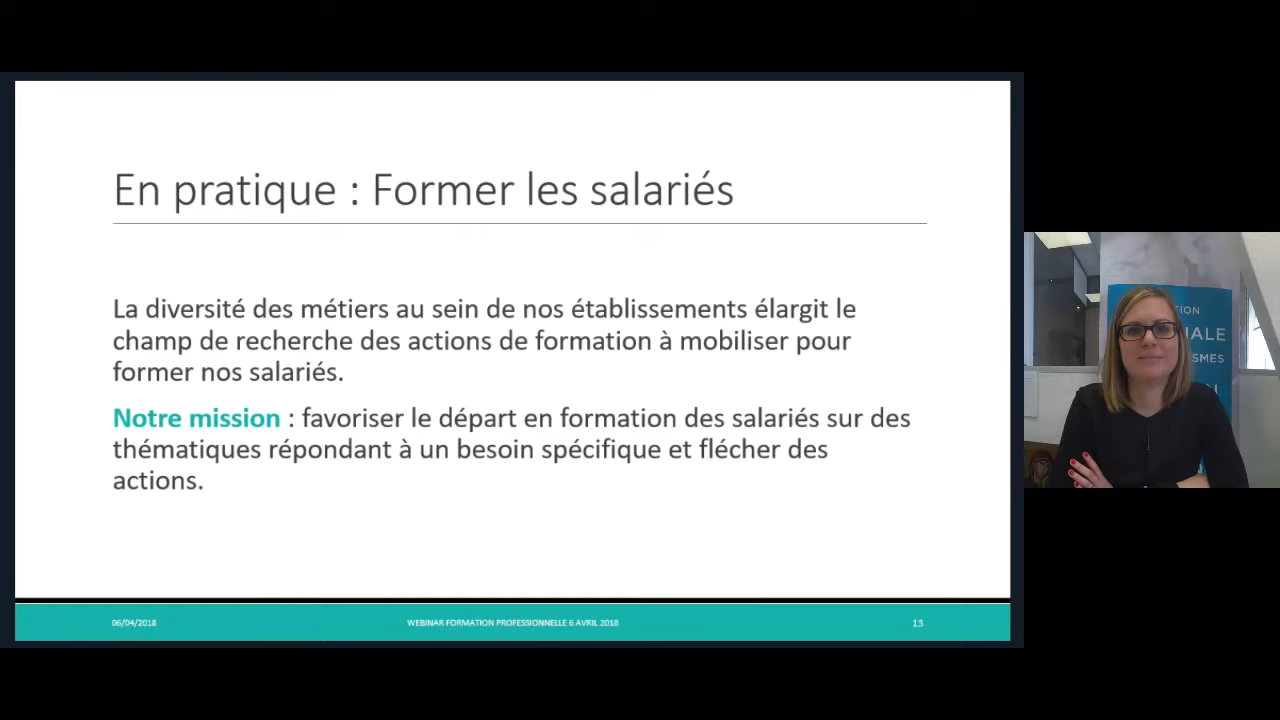 En pratique : Former les salariés
La diversité des métiers au sein de nos établissements élargit le
champ de recherche des actions de formation à mobiliser pour
former nos salariés.
Notre mission : favoriser le départ en formation des salariés sur des
thématiques répondant à un besoin spécifique et flécher des
actions.
06/04/2018
WEBINAR FORMATION PROFESSIONNELLE 6 AVRIL 2018
13
TION
IALE
SMES